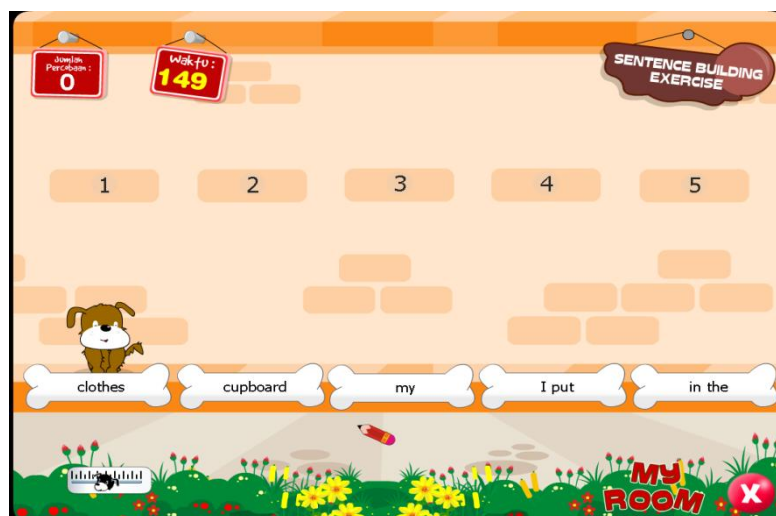 Jumlah
Percobaan :
0
Waktu :
149
SENTENCE BUILDING
EXERCISE
1 2 3 4 5
clothes cupboard my I put in the
MY
ROOM
X